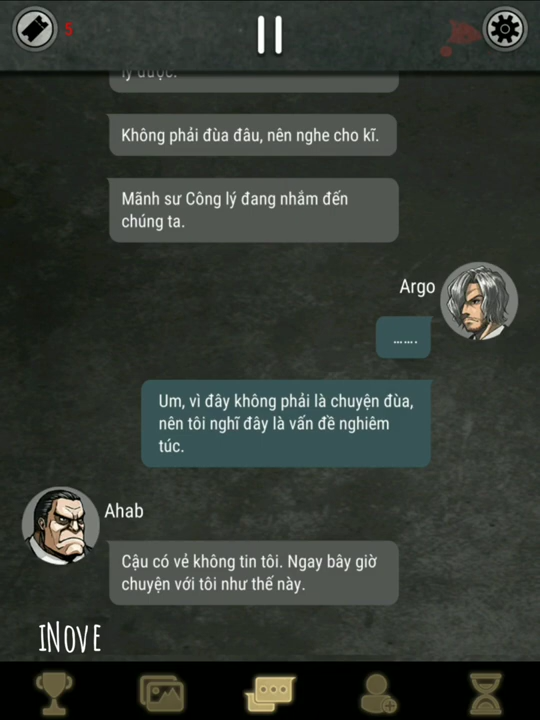 5
lý được.
Không phải đùa đâu, nên nghe cho kĩ.
Mãnh sư Công lý đang nhắm đến
chúng ta.
Argo
.......
Um, vì đây không phải là chuyện đùa,
nên tôi nghĩ đây là vấn đề nghiêm
túc.
Ahab
Cậu có vẻ không tin tôi. Ngay bây giờ
chuyện với tôi như thế này.
iNove